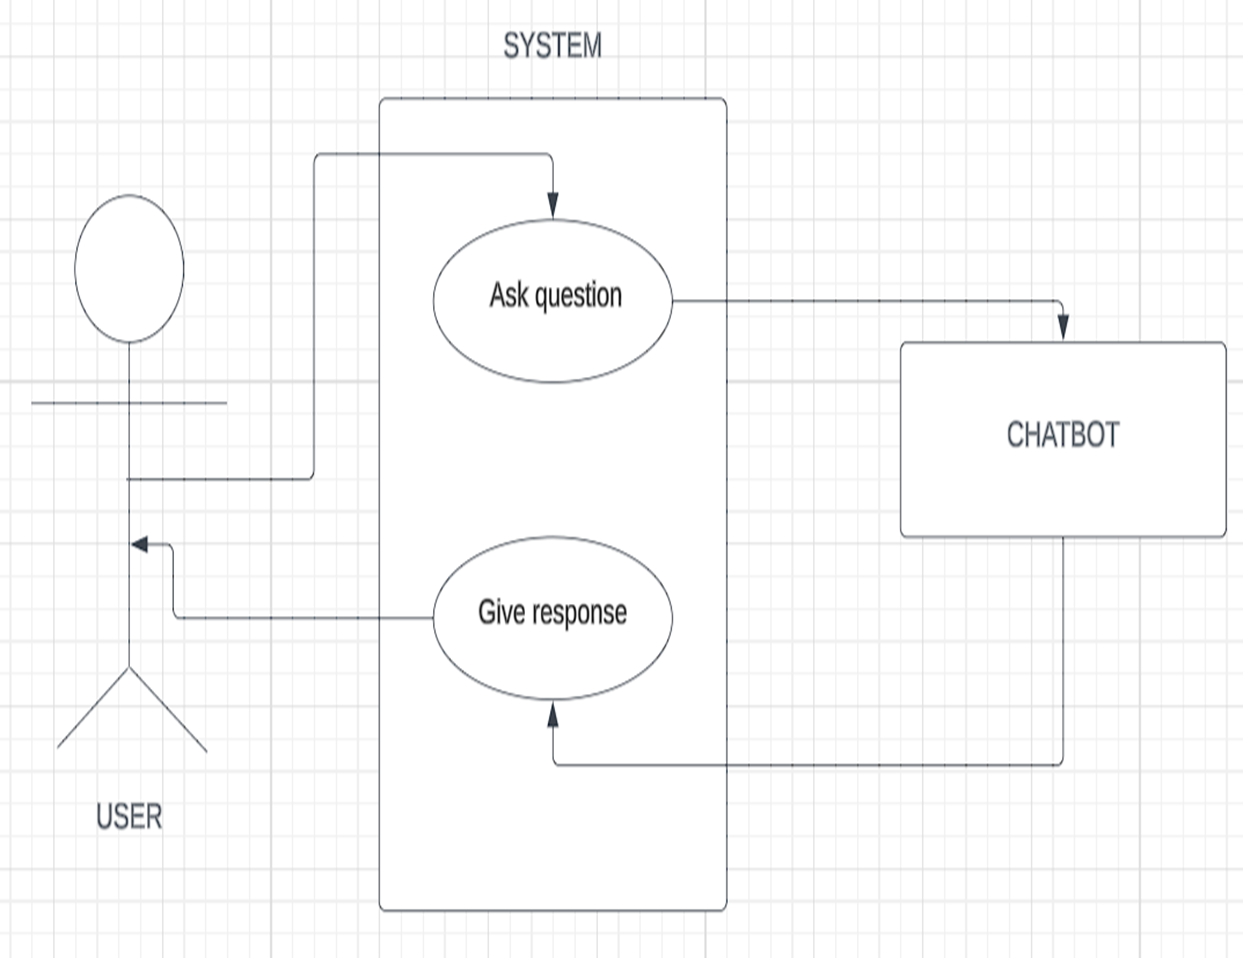 SYSTEM
Ask question
CHATBOT
Give response
USER